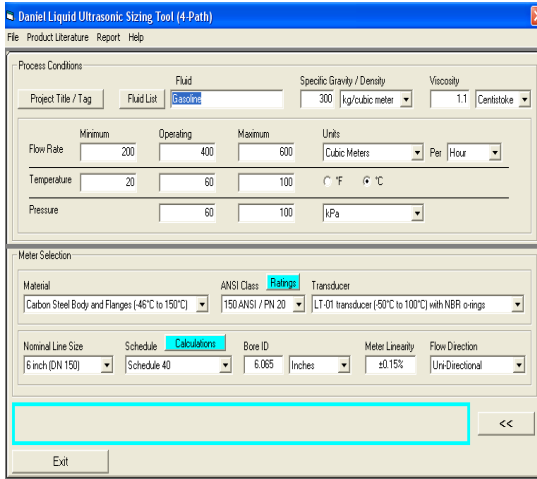 Daniel Liquid Ultrasonic Sizing Tool (4-Path)
File Product Literature Report Help
Process Conditions
Fluid Specific Gravity / Density Viscosity
Project Title / Tag Fluid List Gasoline 300 kg/cubic meter 1.1 Centistoke
Minimum Operating Maximum Units
Flow Rate 200 400 600 Cubic Meters Per Hour
Temperature 20 60 100 °F °C
Pressure 60 100 kPa
Meter Selection
Material ANSI Class Ratings Transducer
Carbon Steel Body and Flanges (-46°C to 150°C) 150 ANSI / PN 20 LT-01 transducer (-50°C to 100°C) with NBR o-rings
Nominal Line Size Schedule Calculations Bore ID Meter Linearity Flow Direction
6 inch (DN 150) Schedule 40 6.065 Inches ±0.15% Uni-Directional
<<
Exit